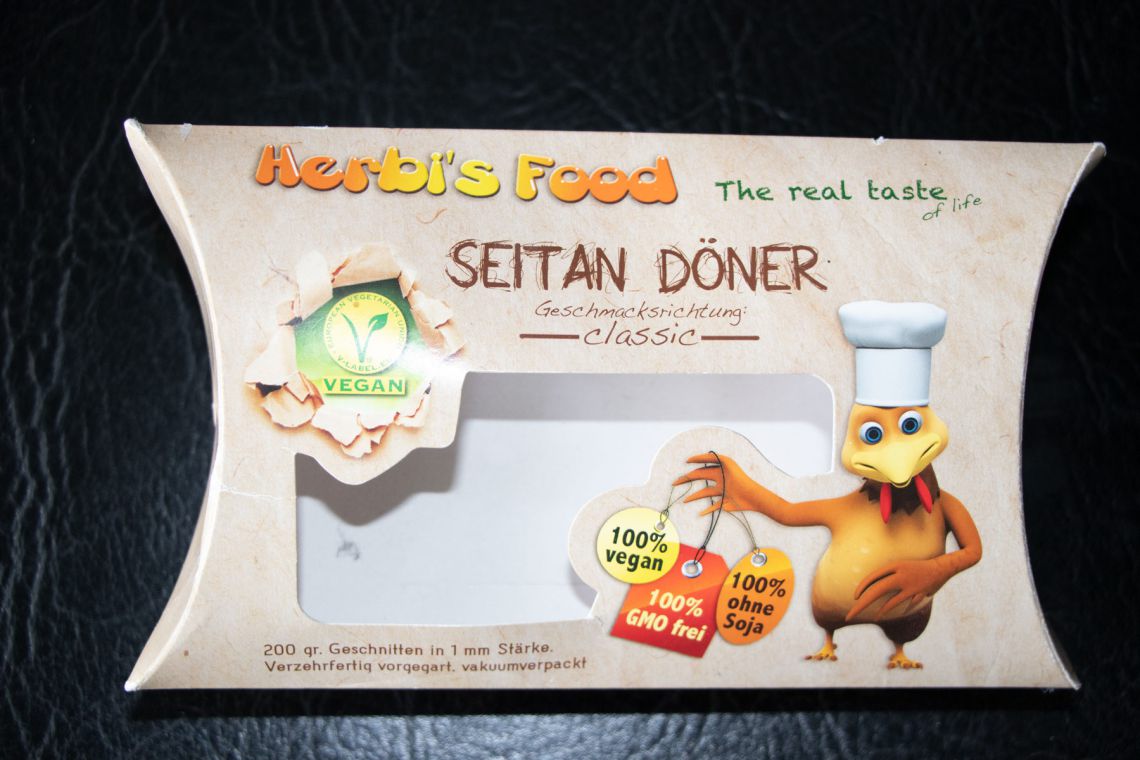 Herbi's Food
The real taste
of life
SEITAN DÖNER
Geschmacksrichtung:
classic
EUROPEAN VEGETARIAN UNION
V-LABEL.EU
VEGAN
100%
vegan
100%
GMO frei
100%
ohne
Soja
200 gr. Geschnitten in 1 mm Stärke.
Verzehrfertig vorgegart, vakuumverpackt